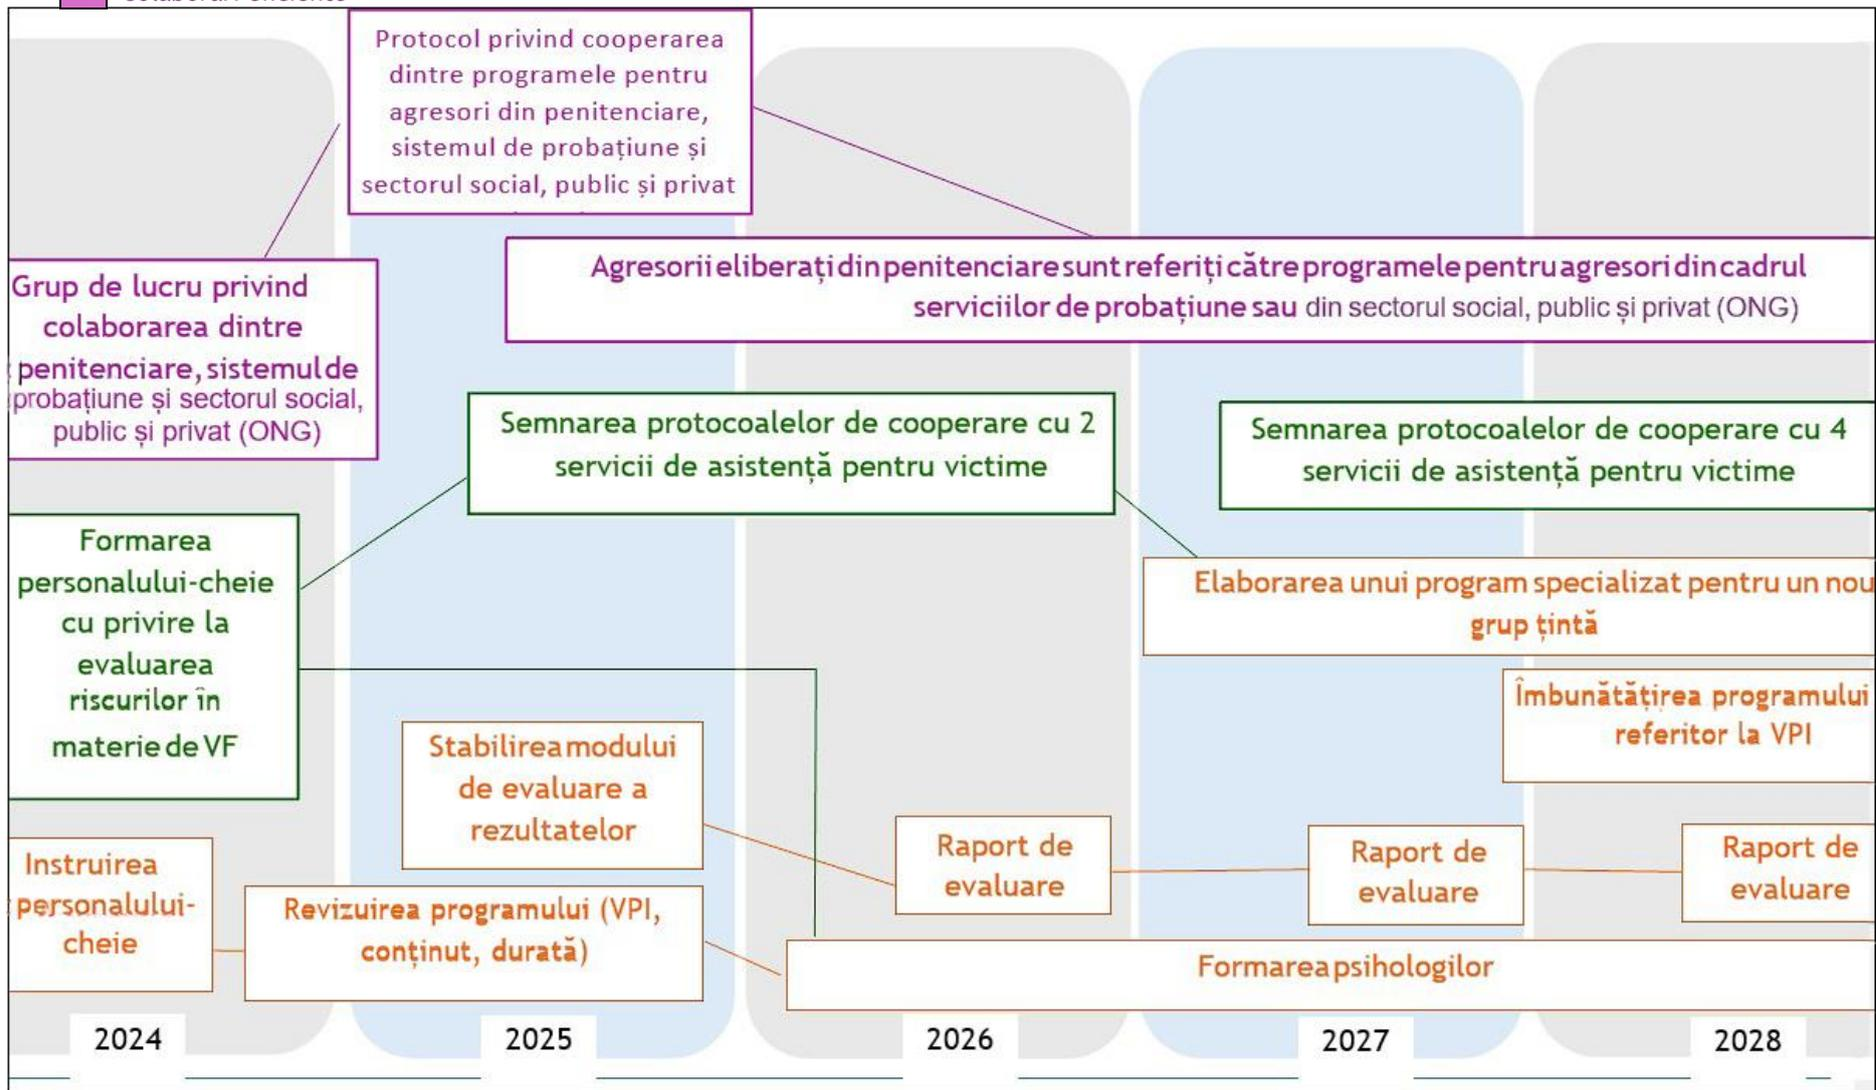 Protocol privind cooperarea
dintre programele pentru
agresori din penitenciare,
sistemul de probațiune și
sectorul social, public și privat
Agresorii eliberați din penitenciare sunt referiți către programele pentru agresori din cadrul
serviciilor de probațiune sau din sectorul social, public și privat (ONG)
Grup de lucru privind
colaborarea dintre
penitenciare, sistemul de
probațiune și sectorul social,
public și privat (ONG)
Semnarea protocoalelor de cooperare cu 2
servicii de asistență pentru victime
Semnarea protocoalelor de cooperare cu 4
servicii de asistență pentru victime
Formarea
personalului-cheie
cu privire la
evaluarea
riscurilor în
materie de VF
Elaborarea unui program specializat pentru un nou
grup țintă
Îmbunătățirea programului
referitor la VPI
Stabilirea modului
de evaluare a
rezultatelor
Raport de
evaluare
Raport de
evaluare
Raport de
evaluare
Instruirea
personalului-
cheie
Revizuirea programului (VPI,
conținut, durată)
Formarea psihologilor
2024
2025
2026
2027
2028